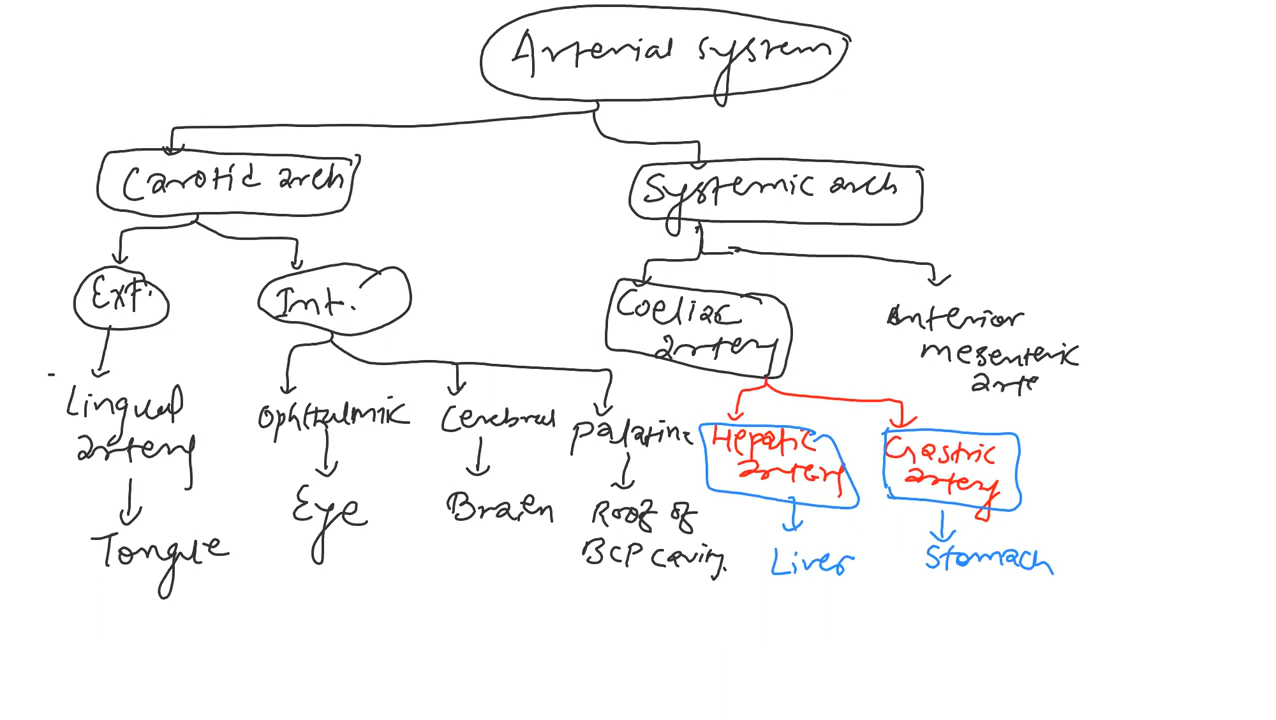 Arterial system
Carotid arch
Systemic arch
Ext.
Int.
Coeliac
artery
Anterior
mesenteric
arte
Lingual
artery
Ophthalmic
Cerebral
Palatine
Hepatic
artery
Gastric
artery
Tongue
Eye
Brain
Roof of
BCP cavity.
Liver
Stomach